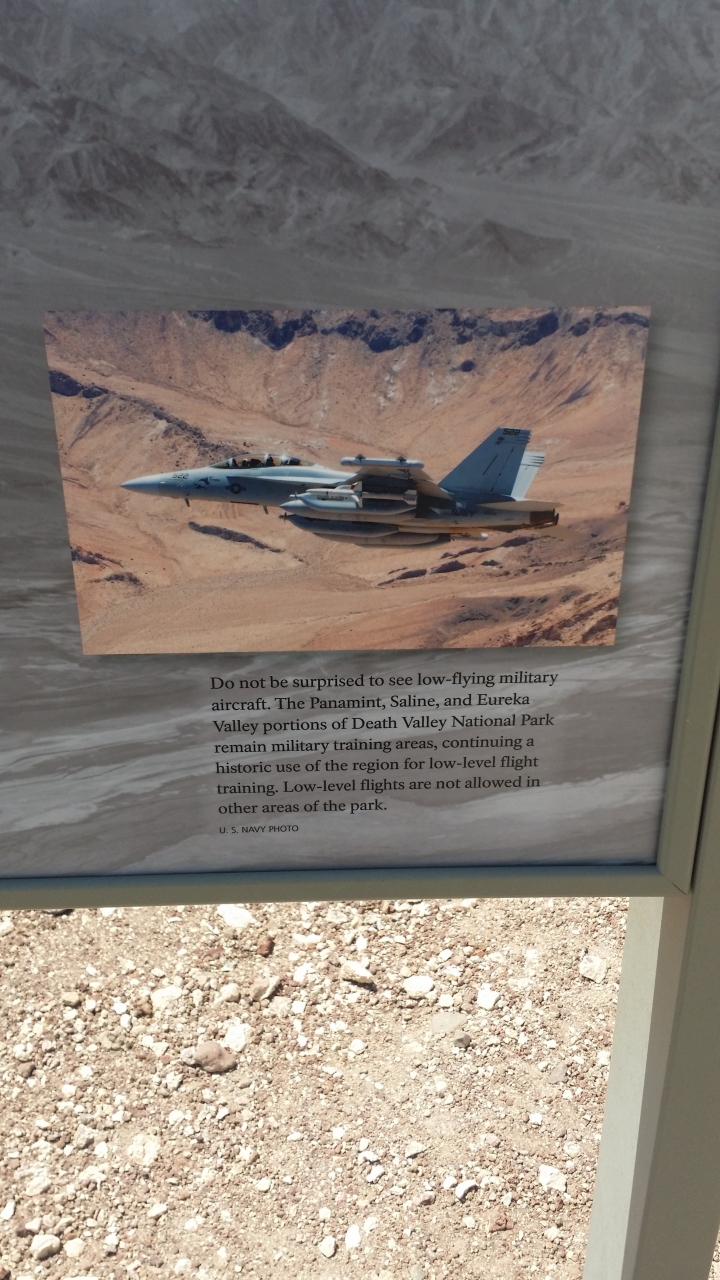 522
522
Do not be surprised to see low-flying military
aircraft. The Panamint, Saline, and Eureka
Valley portions of Death Valley National Park
remain military training areas, continuing a
historic use of the region for low-level flight
training. Low-level flights are not allowed in
other areas of the park.
U. S. NAVY PHOTO